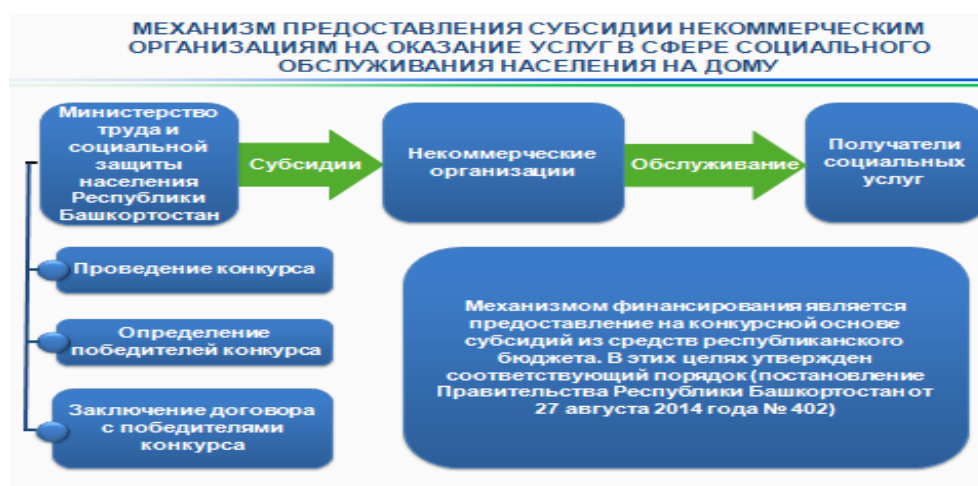 МЕХАНИЗМ ПРЕДОСТАВЛЕНИЯ СУБСИДИИ НЕКОММЕРЧЕСКИМ
ОРГАНИЗАЦИЯМ НА ОКАЗАНИЕ УСЛУГ В СФЕРЕ СОЦИАЛЬНОГО
ОБСЛУЖИВАНИЯ НАСЕЛЕНИЯ НА ДОМУ
Министерство
труда и
социальной
защиты
населения
Республики
Башкортостан
Субсидии
Некоммерческие
организации
Обслуживание
Получатели
социальных
услуг
Проведение конкурса
Определение
победителей конкурса
Заключение договора
с победителями
конкурса
Механизмом финансирования является
предоставление на конкурсной основе
субсидий из средств республиканского
бюджета. В этих целях утвержден
соответствующий порядок (постановление
Правительства Республики Башкортостан от
27 августа 2014 года № 402)